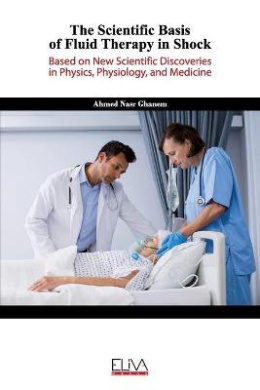 The Scientific Basis
of Fluid Therapy in Shock
Based on New Scientific Discoveries
in Physics, Physiology, and Medicine
Ahmed Nasr Ghanem
ELIVA
PRESS